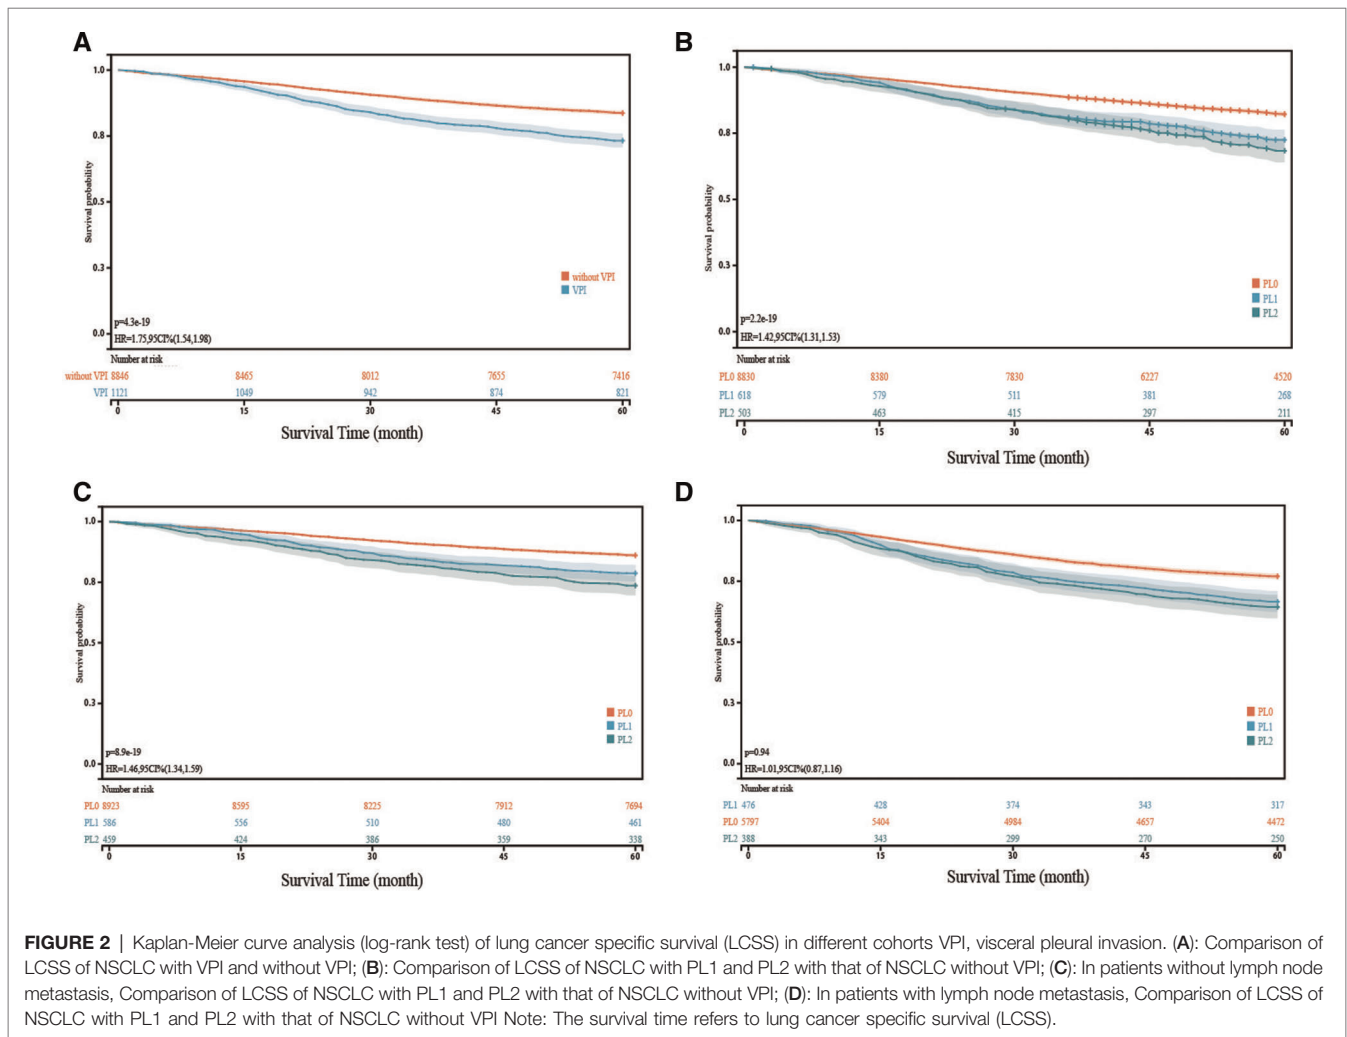 A
1.0
0.8
0.5
0.3
0.0
Survival probability
without VPI
VPI
p=4.3e-19
HR=1.75,95CI%(1.54,1.98)
Number at risk
without VPI 8846 8465 8012 7655 7416
VPI 1121 1049 942 874 821
0 15 30 45 60
Survival Time (month)
B
1.0
0.8
0.5
0.3
0.0
Survival probability
PL0
PL1
PL2
p=2.2e-19
HR=1.42,95CI%(1.31,1.53)
Number at risk
PL0 8830 8380 7830 6227 4520
PL1 618 579 511 381 268
PL2 503 463 415 297 211
0 15 30 45 60
Survival Time (month)
C
1.0
0.8
0.5
0.3
0.0
Survival probability
PL0
PL1
PL2
p=8.9e-19
HR=1.46,95CI%(1.34,1.59)
Number at risk
PL0 8923 8595 8225 7912 7694
PL1 586 556 510 480 461
PL2 459 424 386 359 338
0 15 30 45 60
Survival Time (month)
D
1.0
0.8
0.5
0.3
0.0
Survival probability
PL0
PL1
PL2
p=0.94
HR=1.01,95CI%(0.87,1.16)
Number at risk
PL1 476 428 374 343 317
PL0 5797 5404 4984 4657 4472
PL2 388 343 299 270 250
0 15 30 45 60
Survival Time (month)
FIGURE 2 | Kaplan-Meier curve analysis (log-rank test) of lung cancer specific survival (LCSS) in different cohorts VPI, visceral pleural invasion. (A): Comparison of
LCSS of NSCLC with VPI and without VPI; (B): Comparison of LCSS of NSCLC with PL1 and PL2 with that of NSCLC without VPI; (C): In patients without lymph node
metastasis, Comparison of LCSS of NSCLC with PL1 and PL2 with that of NSCLC without VPI; (D): In patients with lymph node metastasis, Comparison of LCSS of
NSCLC with PL1 and PL2 with that of NSCLC without VPI Note: The survival time refers to lung cancer specific survival (LCSS).